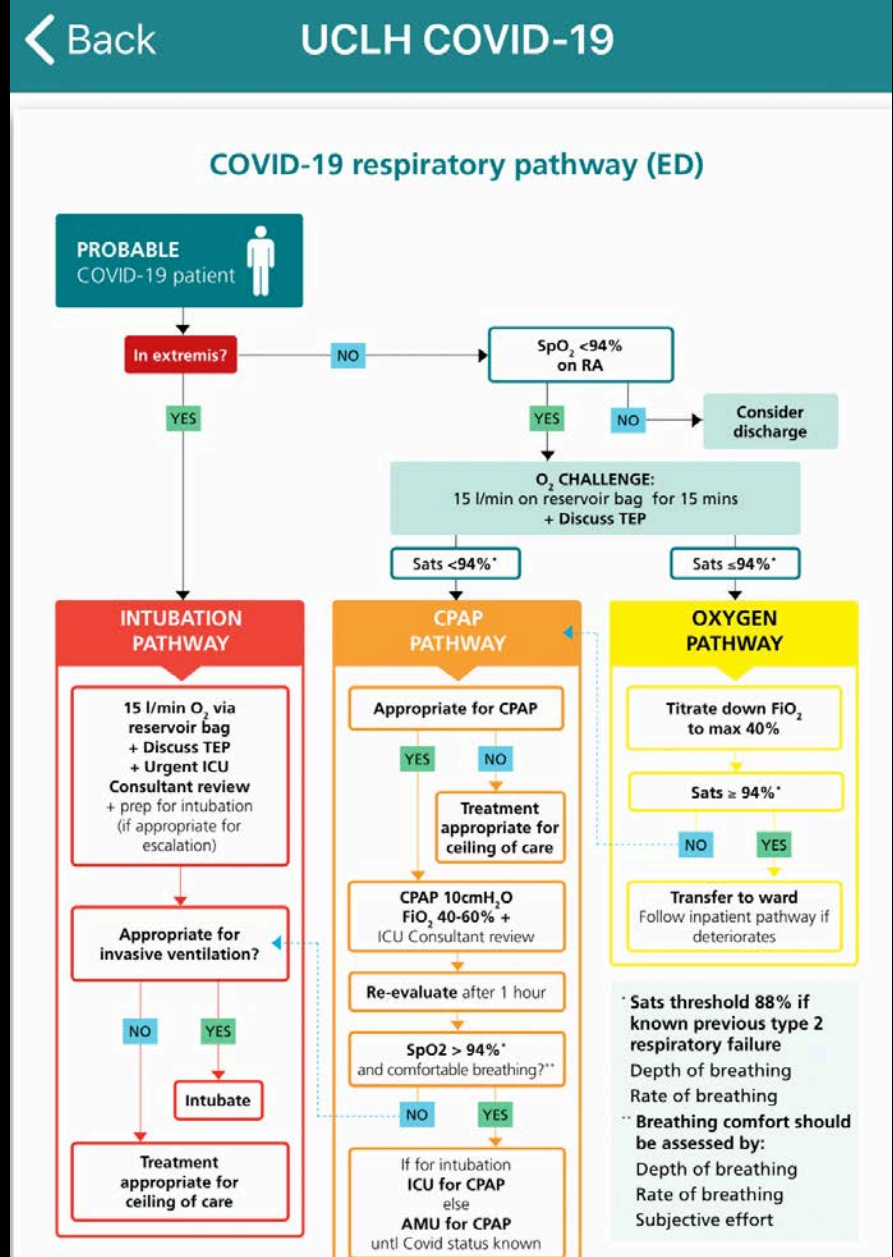 Back
UCLH COVID-19
COVID-19 respiratory pathway (ED)
PROBABLE
COVID-19 patient
In extremis?
NO
SpO₂ <94%
on RA
YES
YES
NO
Consider
discharge
O₂ CHALLENGE:
15 l/min on reservoir bag for 15 mins
+ Discuss TEP
Sats <94%*
Sats ≤94%*
INTUBATION
PATHWAY
15 l/min O₂ via
reservoir bag
+ Discuss TEP
+ Urgent ICU
Consultant review
+ prep for intubation
(if appropriate for
escalation)
Appropriate for
invasive ventilation?
NO
YES
Intubate
Treatment
appropriate for
ceiling of care
CPAP
PATHWAY
Appropriate for CPAP
YES
NO
Treatment
appropriate for
ceiling of care
CPAP 10cmH₂O
FiO₂ 40-60% +
ICU Consultant review
Re-evaluate after 1 hour
SpO2 > 94%*
and comfortable breathing?**
NO
YES
If for intubation
ICU for CPAP
else
AMU for CPAP
untl Covid status known
OXYGEN
PATHWAY
Titrate down FiO₂
to max 40%
Sats ≥ 94%*
NO
YES
Transfer to ward
Follow inpatient pathway if
deteriorates
* Sats threshold 88% if
known previous type 2
respiratory failure
Depth of breathing
Rate of breathing
** Breathing comfort should
be assessed by:
Depth of breathing
Rate of breathing
Subjective effort